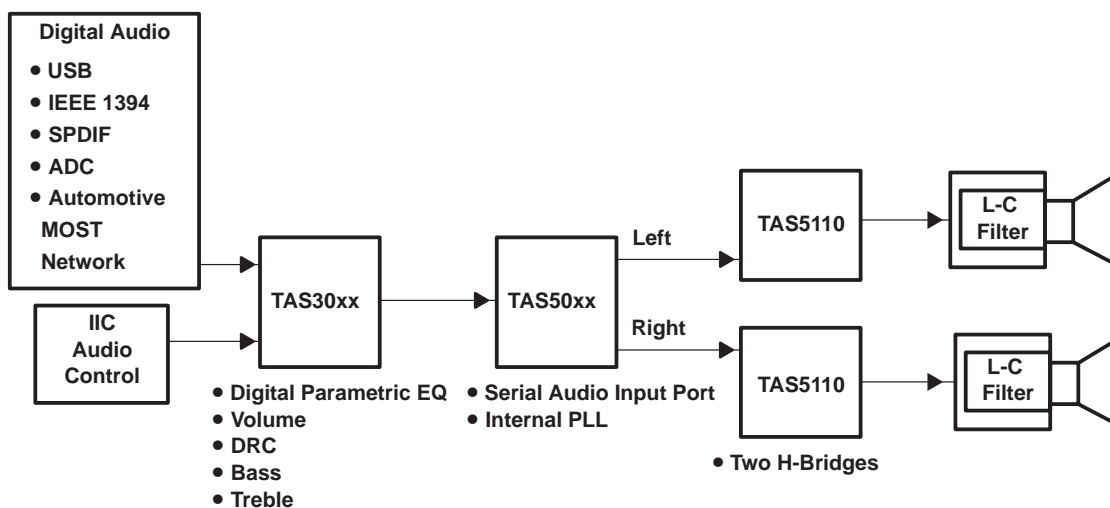 Digital Audio
• USB
• IEEE 1394
• SPDIF
• ADC
• Automotive
MOST
Network
IIC
Audio
Control
TAS30xx
• Digital Parametric EQ
• Volume
• DRC
• Bass
• Treble
TAS50xx
• Serial Audio Input Port
• Internal PLL
Left
Right
TAS5110
TAS5110
• Two H-Bridges
L-C
Filter
L-C
Filter